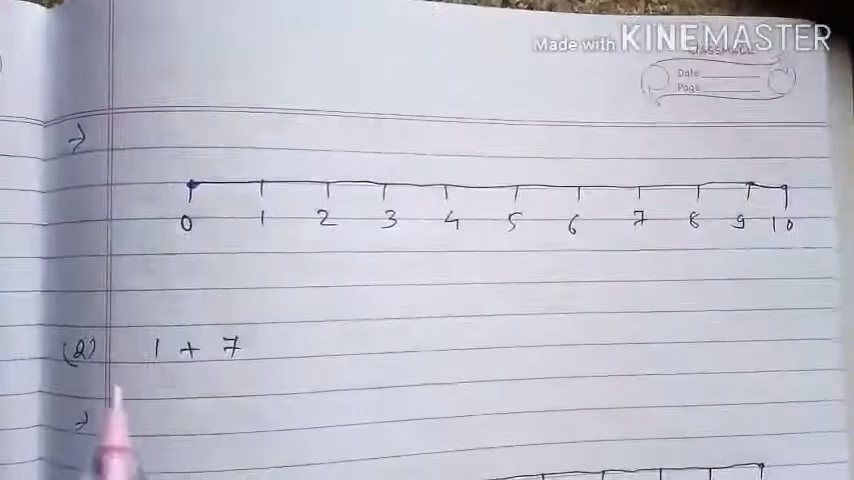 Made with KINEMASTER
CLASSMATE
Date
Page
→
0 1 2 3 4 5 6 7 8 9 10
(2) 1 + 7
→